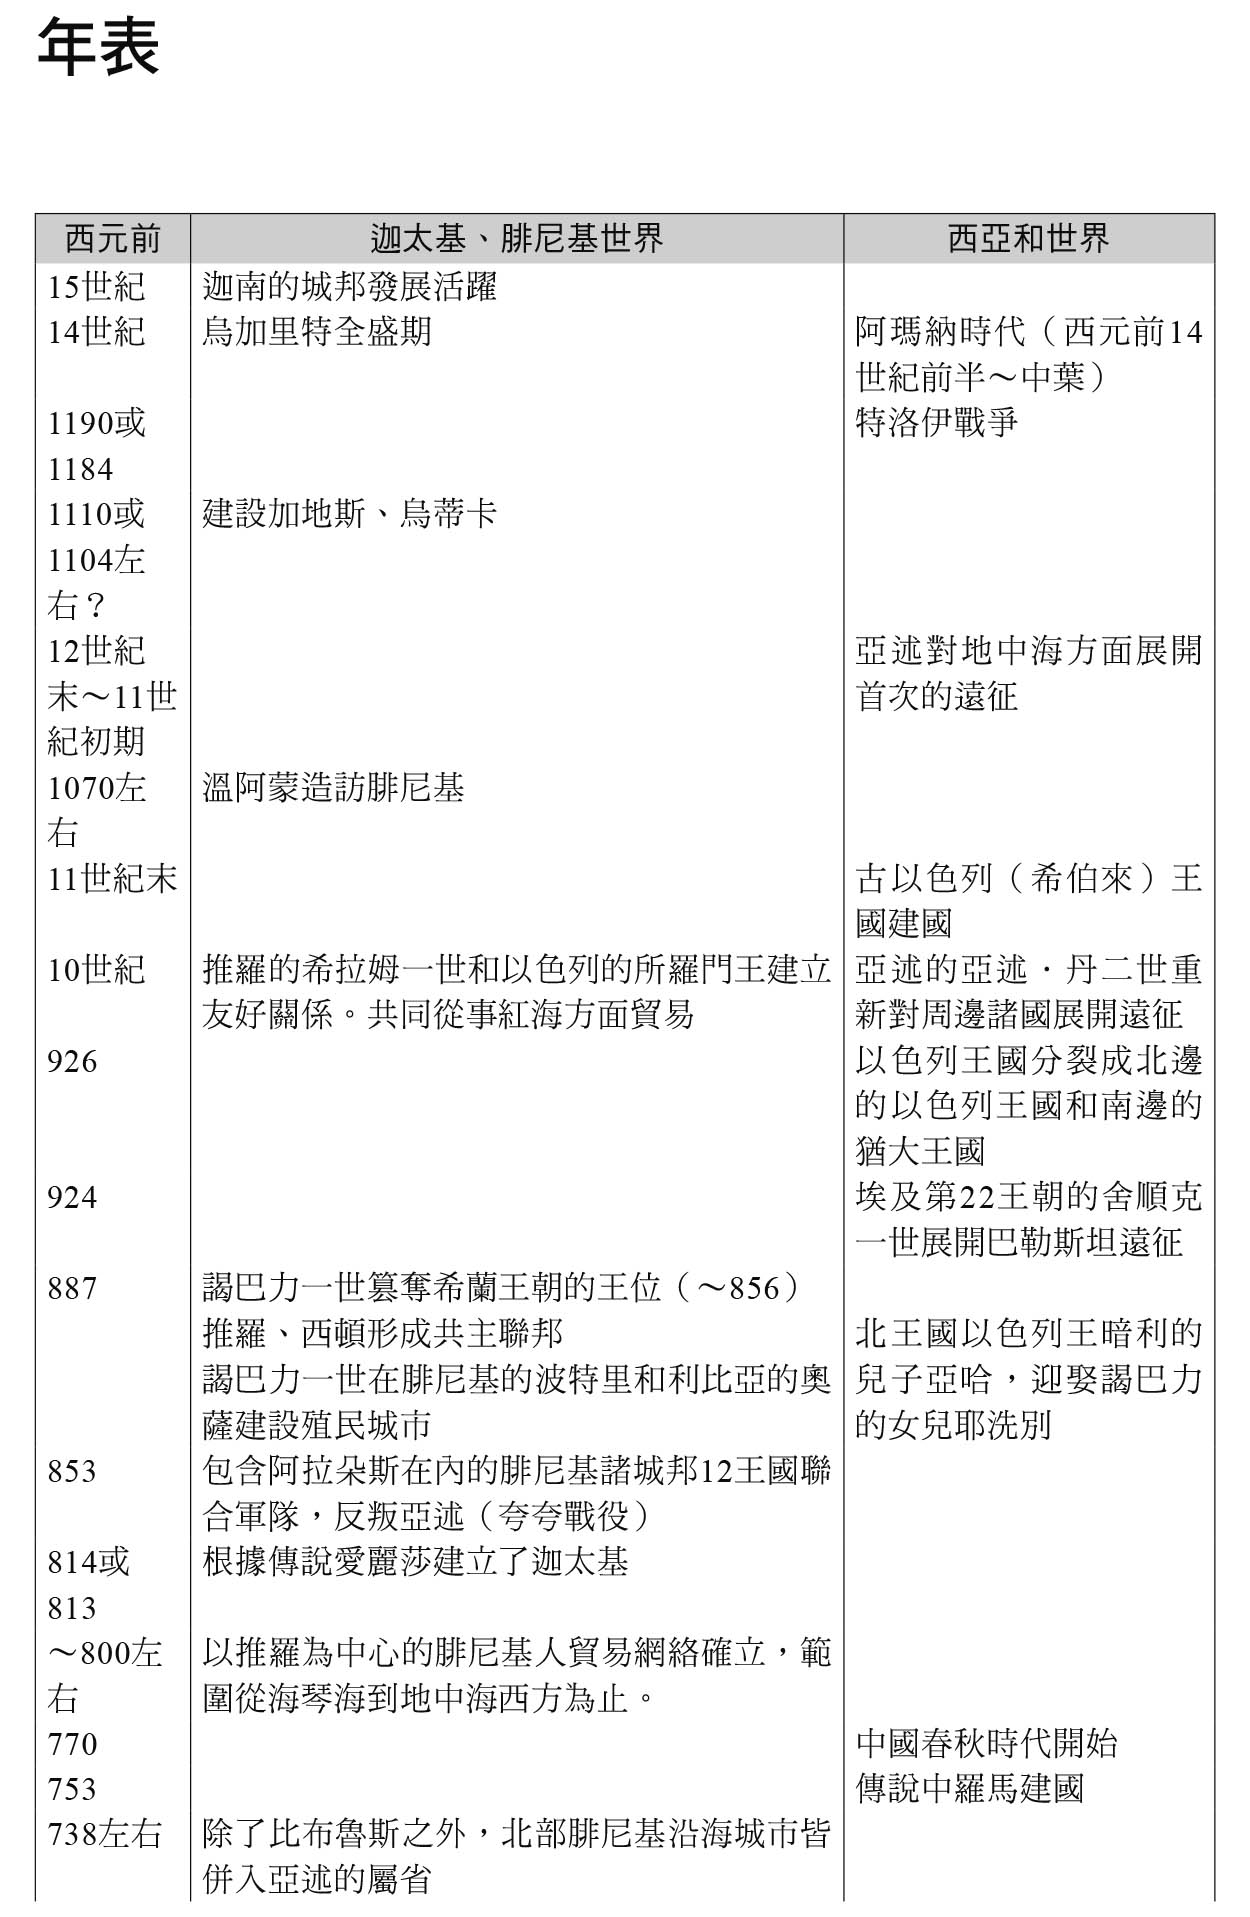 年表
西元前 迦太基、腓尼基世界 西亞和世界
15世紀 迦南的城邦發展活躍
14世紀 烏加里特全盛期 阿瑪納時代（西元前14
世紀前半～中葉）
1190或 特洛伊戰爭
1184
1110或 建設加地斯、烏蒂卡
1104左
右？
12世紀 亞述對地中海方面展開
末～11世 首次的遠征
紀初期
1070左 溫阿蒙造訪腓尼基
右
11世紀末 古以色列（希伯來）王
國建國
10世紀 推羅的希拉姆一世和以色列的所羅門王建立 亞述的亞述．丹二世重
友好關係。共同從事紅海方面貿易 新對周邊諸國展開遠征
926 以色列王國分裂成北邊
的以色列王國和南邊的
猶大王國
924 埃及第22王朝的舍順克
一世展開巴勒斯坦遠征
887 謁巴力一世篡奪希蘭王朝的王位（～856）
推羅、西頓形成共主聯邦 北王國以色列王暗利的
謁巴力一世在腓尼基的波特里和利比亞的奧 兒子亞哈，迎娶謁巴力
薩建設殖民城市 的女兒耶洗別
853 包含阿拉朵斯在內的腓尼基諸城邦12王國聯
合軍隊，反叛亞述（夸夸戰役）
814或 根據傳說愛麗莎建立了迦太基
813
～800左 以推羅為中心的腓尼基人貿易網絡確立，範
右 圍從海琴海到地中海西方為止。
770 中國春秋時代開始
753 傳說中羅馬建國
738左右 除了比布魯斯之外，北部腓尼基沿海城市皆
併入亞述的屬省